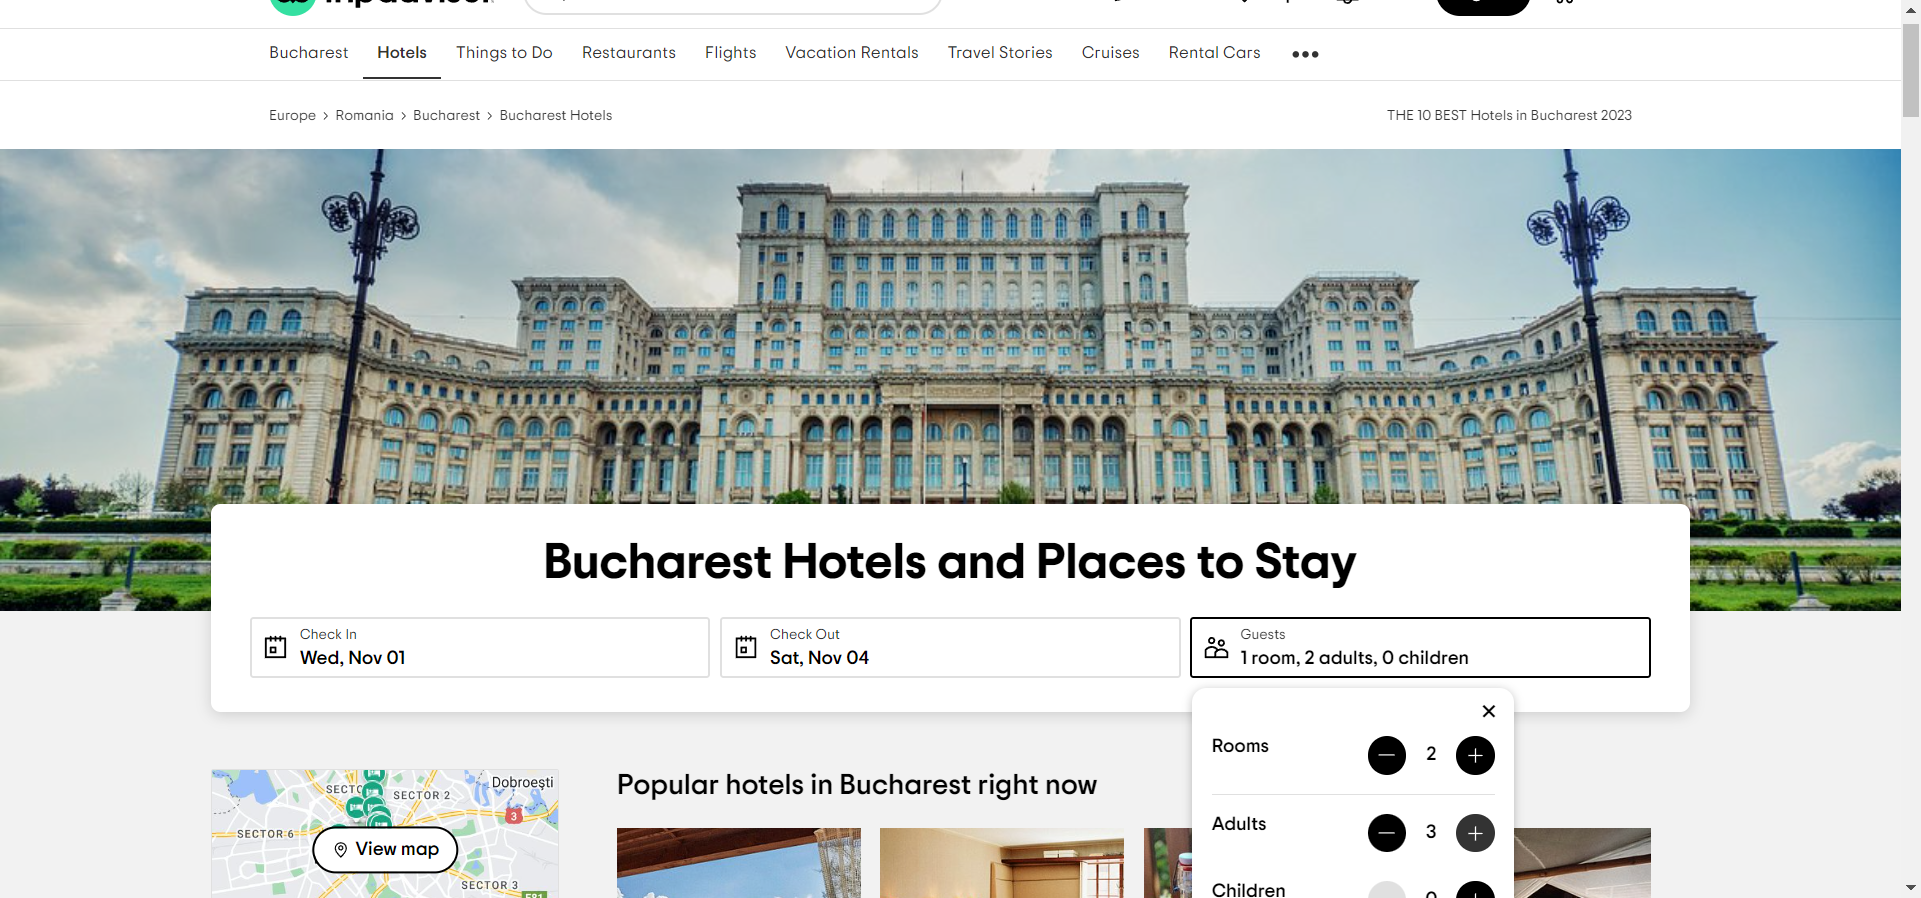 Bucharest
Hotels
Things to Do
Restaurants
Flights
Vacation Rentals
Travel Stories
Cruises
Rental Cars
Europe > Romania > Bucharest > Bucharest Hotels
THE 10 BEST Hotels in Bucharest 2023
Bucharest Hotels and Places to Stay
Check In
Wed, Nov 01
Check Out
Sat, Nov 04
Guests
1 room, 2 adults, 0 children
Rooms
2
Adults
3
Children
Popular hotels in Bucharest right now
Dobroești
SECTOR 2
3
SECTOR 6
View map
SECTOR 3